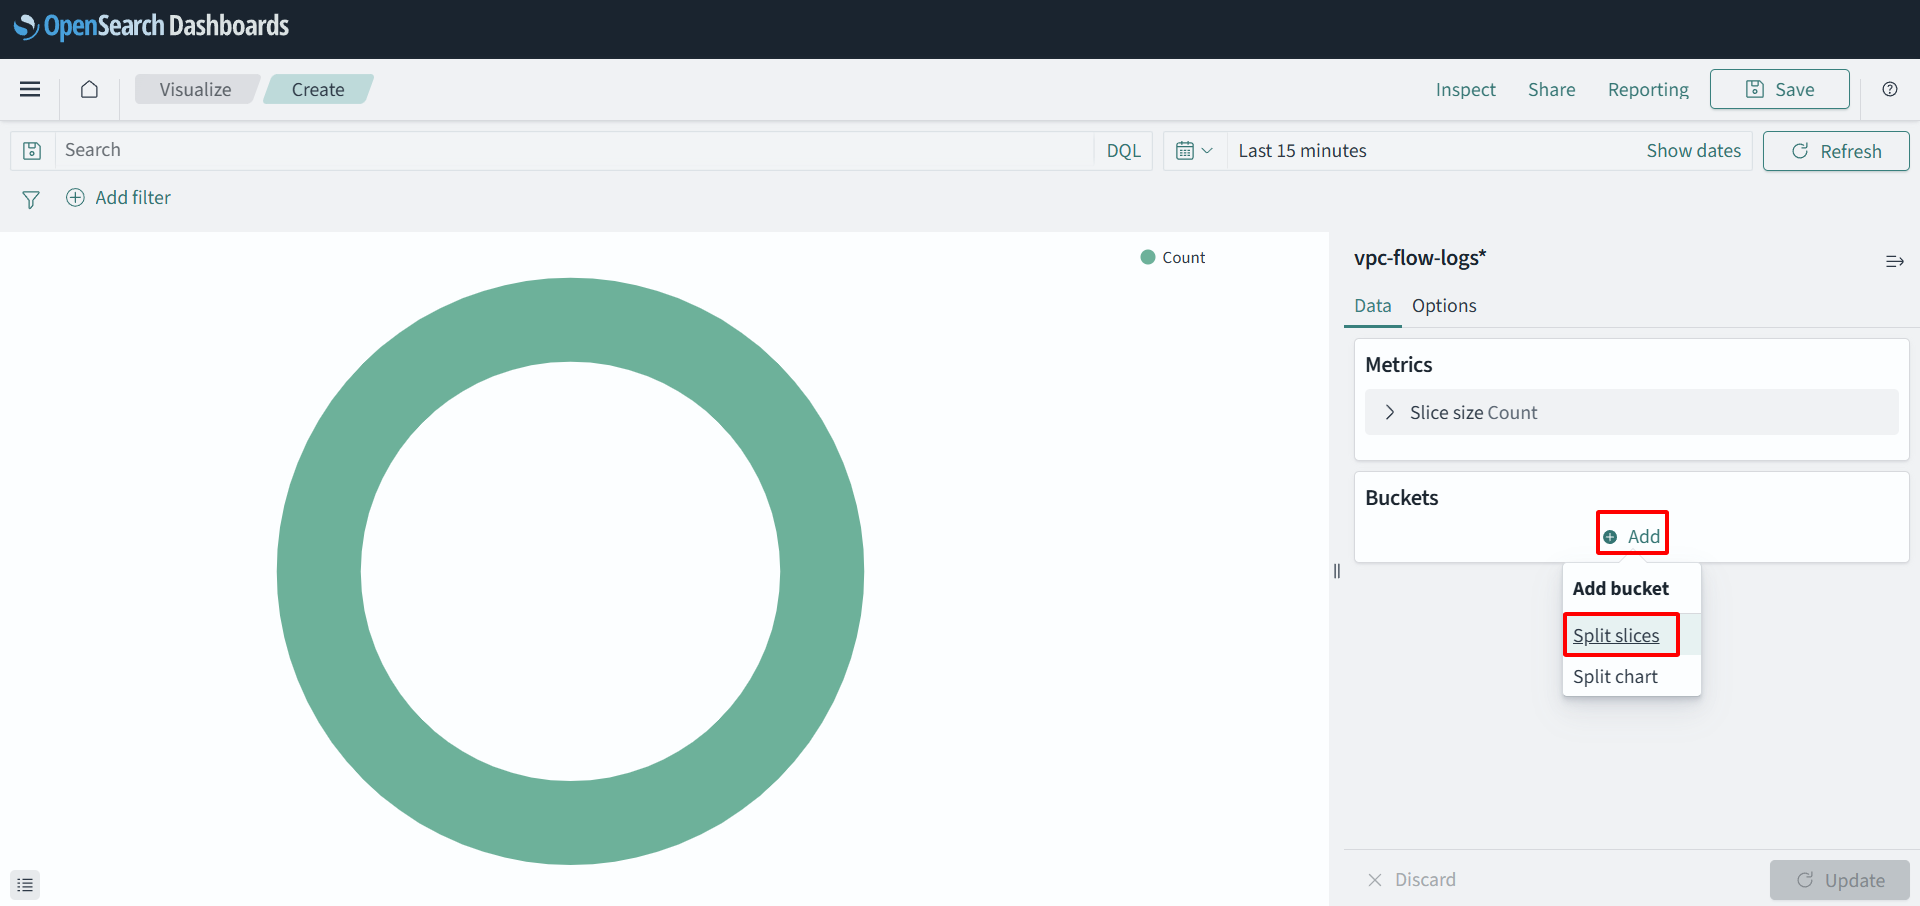 OpenSearch Dashboards
Visualize
Create
Inspect
Share
Reporting
Save
Search
DQL
Last 15 minutes
Show dates
Refresh
Add filter
Count
vpc-flow-logs*
Data
Options
Metrics
Slice size Count
Buckets
Add
Add bucket
Split slices
Split chart
Discard
Update